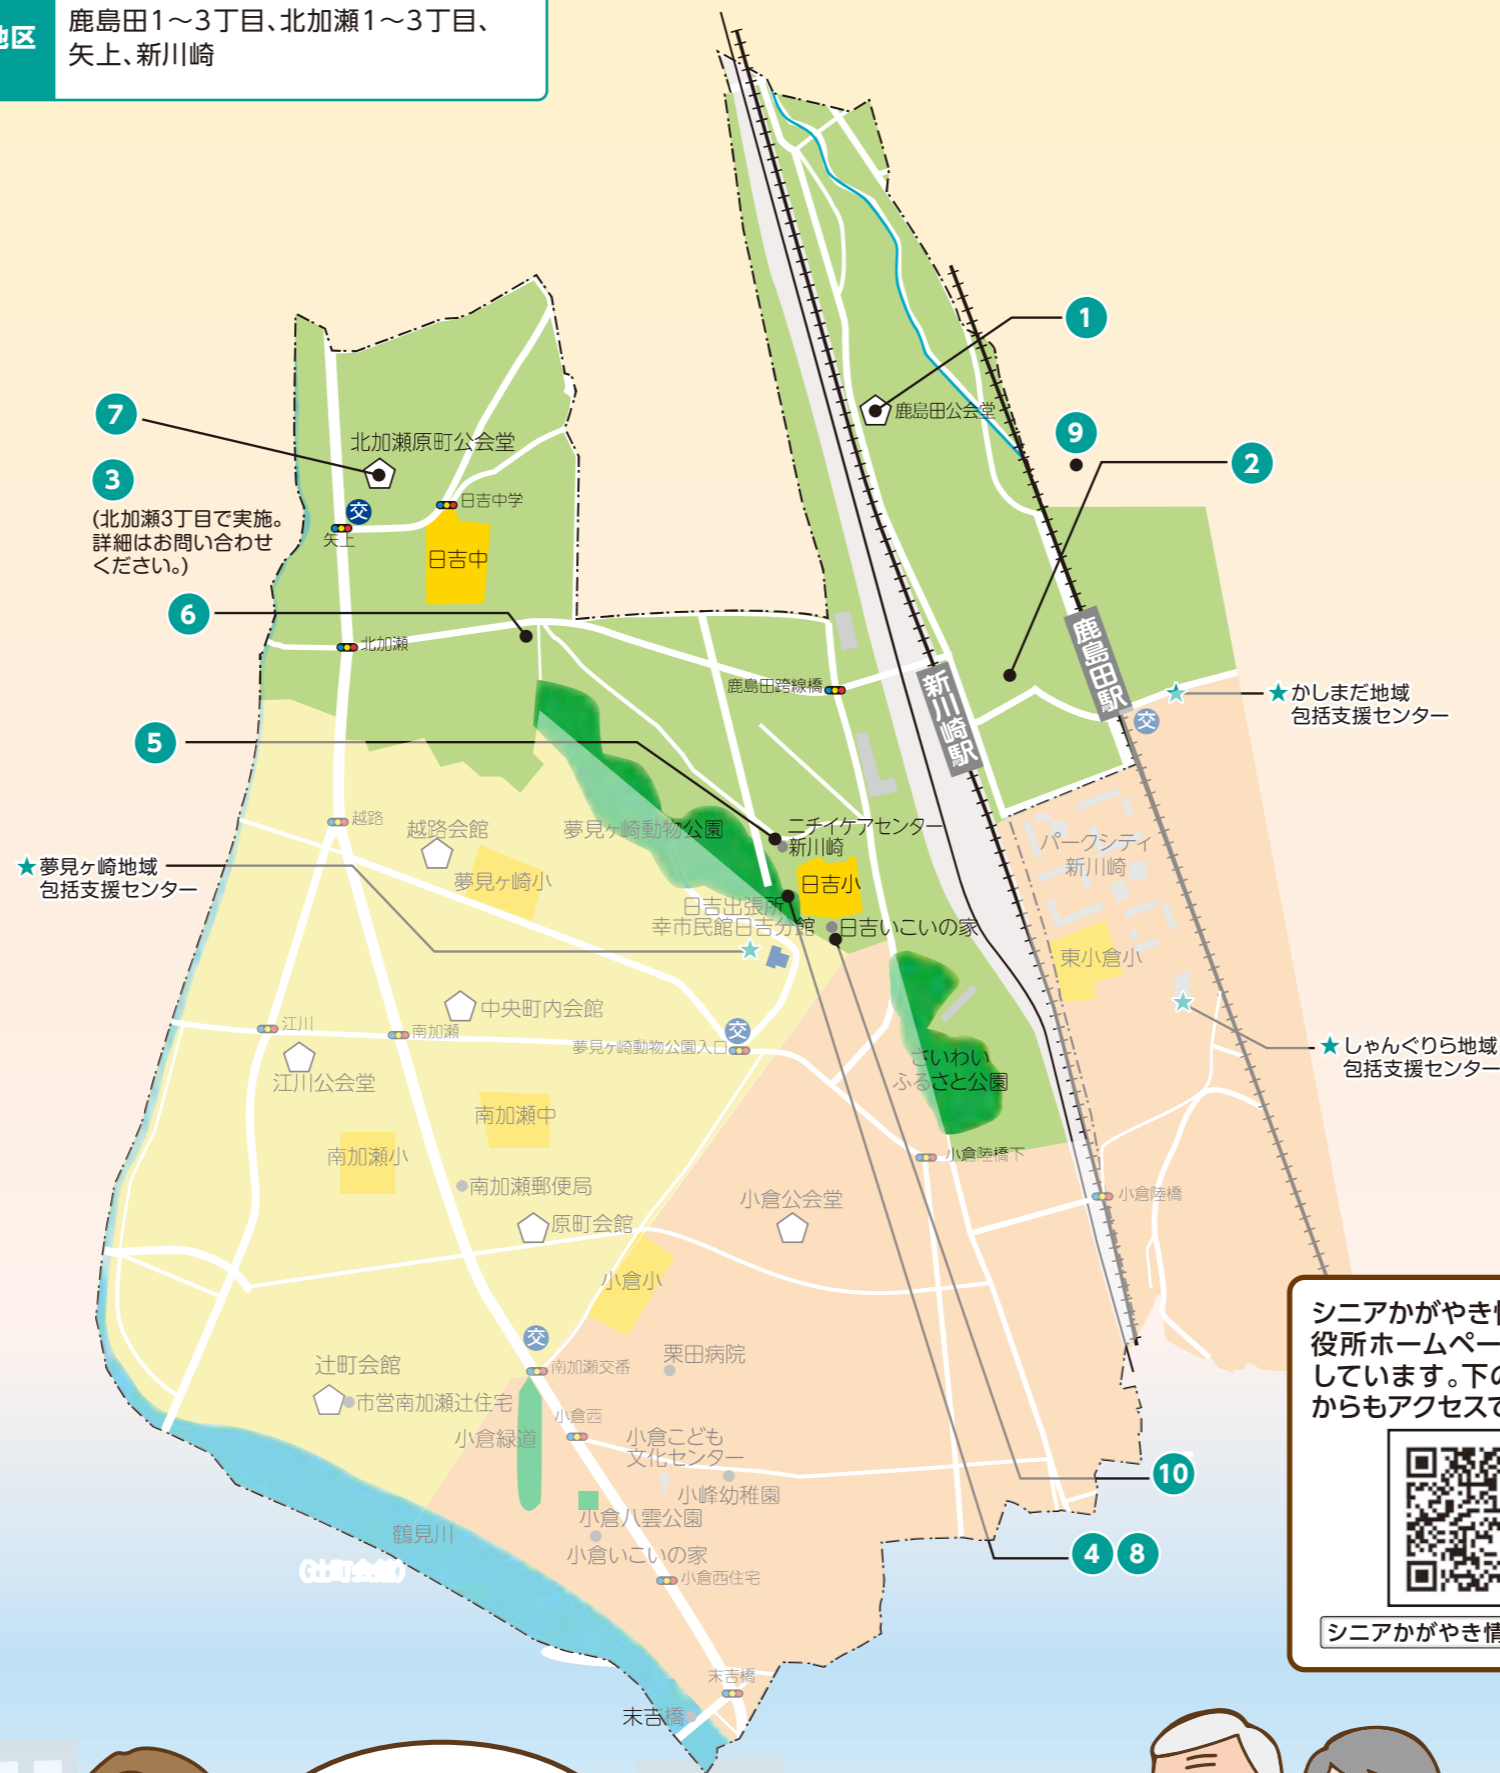 地区
鹿島田1～3丁目、北加瀬1～3丁目、
矢上、新川崎
1
鹿島田公会堂
7
北加瀬原町公会堂
9
2
3
(北加瀬3丁目で実施。
詳細はお問い合わせ
ください。)
交
日吉中学
矢上
日吉中
6
北加瀬
鹿島田駅
鹿島田跨線橋
新川崎駅
交
★かしまだ地域
包括支援センター
5
越路
越路会館
夢見ヶ崎動物公園
ニチイケアセンター
新川崎
パークシティ
新川崎
★夢見ヶ崎地域
包括支援センター
夢見ヶ崎小
日吉小
日吉出張所
幸市民館日吉分館
日吉いこいの家
東小倉小
中央町内会館
江川
南加瀬
交
夢見ヶ崎動物公園入口
江川公会堂
さいわい
ふるさと公園
★しゃんぐりら地域
包括支援センター
南加瀬中
南加瀬小
小倉陸橋下
南加瀬郵便局
小倉公会堂
小倉陸橋
原町会館
小倉小
交
辻町会館
南加瀬交番
栗田病院
市営南加瀬辻住宅
小倉西
小倉緑道
小倉こども
文化センター
小峰幼稚園
10
小倉八雲公園
鶴見川
小倉いこいの家
4 8
(辻町会館)
小倉西住宅
末吉橋
末吉橋
シニアかがやき
役所ホームペー
しています。下の
からもアクセスで
シニアかがやき情